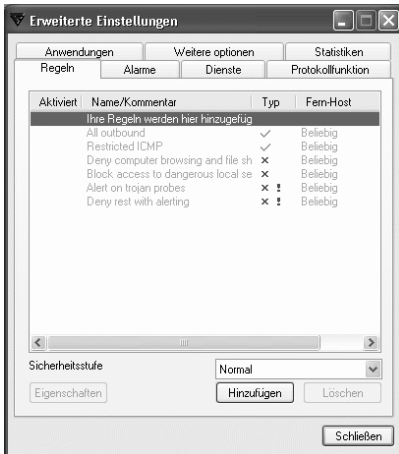 Erweiterte Einstellungen
Anwendungen Weitere optionen Statistiken
Regeln Alarme Dienste Protokollfunktion
Aktiviert Name/Kommentar Typ Fern-Host
Ihre Regeln werden hier hinzugefüg
All outbound Beliebig
Restricted ICMP Beliebig
Deny computer browsing and file sh Beliebig
Block access to dangerous local se Beliebig
Alert on trojan probes Beliebig
Deny rest with alerting Beliebig
Sicherheitsstufe Normal
Eigenschaften Hinzufügen Löschen
Schließen